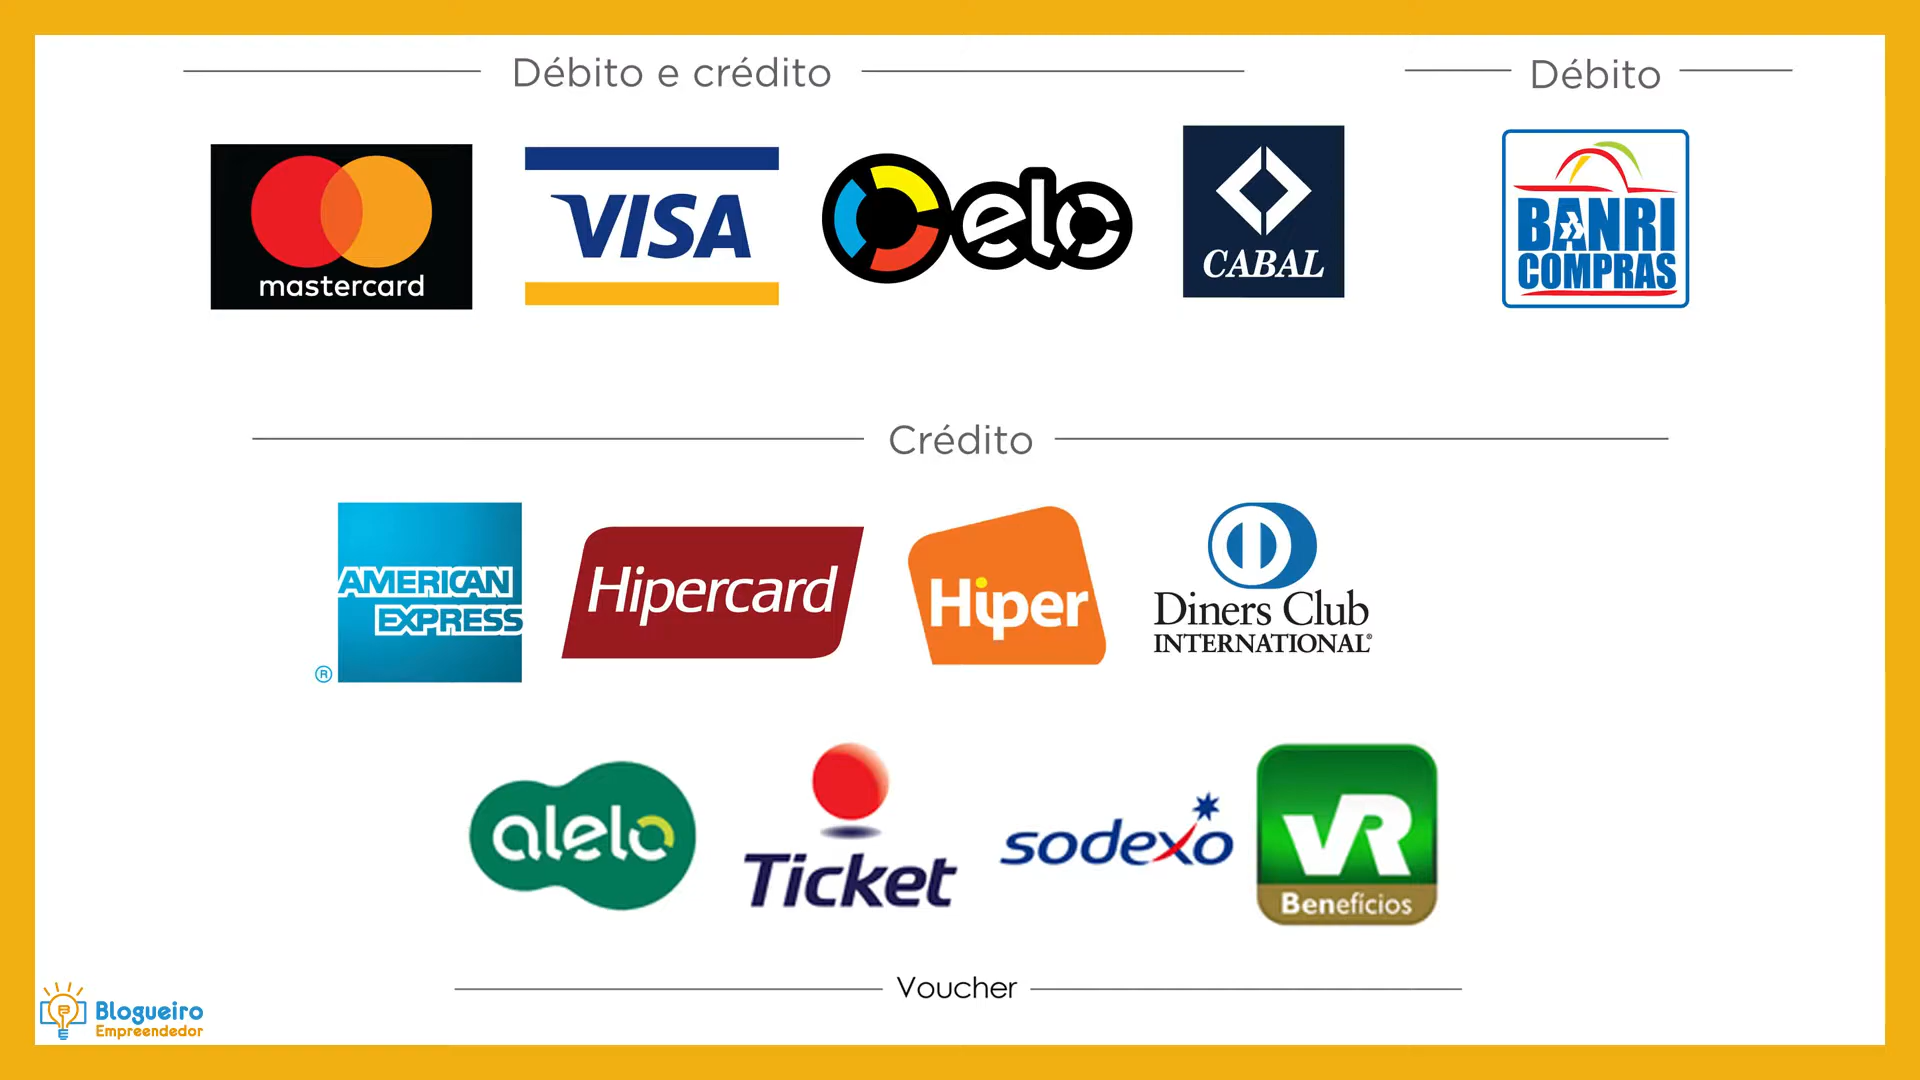 Débito e crédito
Débito
mastercard
VISA
elo
CABAL
BANRI
COMPRAS
Crédito
AMERICAN
EXPRESS
®
Hipercard
Hiper
Diners Club
INTERNATIONAL®
alelo
Ticket
sodexo
VR
Benefícios
Voucher
Blogueiro
Empreendedor